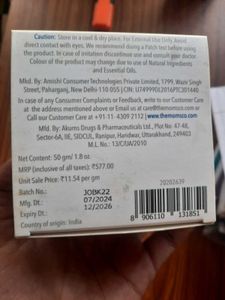 Caution: Store in a cool & dry place. For External Use Only. Avoid
direct contact with eyes. We recommend during a Patch test before using
the product. In case of irritation discontinue use and consult your doctor.
Colour of the product may change due to use of Natural Ingredients
and Essential Oils.
Mkd. By: Amishi Consumer Technologies Private Limited, 1799, Wazir Singh
Street, Paharganj, New Delhi-110 055 | CIN: U74999DL2016PTC301440
In case of any Consumer Complaints or Feedback, write to our Customer Care
at the address mentioned above or Email us at care@themomsco.com
Customer Care at +91-11- 4309 2112 | www.themomsco.com
Mfg. By: Akums Drugs & Pharmaceuticals Ltd., Plot No: 47-48,
Sector-6A, IIE, SIDCUL, Ranipur, Haridwar, Uttarakhand, 249403
M.L. No: 13/C/UA/2010
Net Content: 50 gm/ 1.8 oz.
MRP (inclusive of all taxes): ₹577.00
Unit Sale Price: ₹11.54 per gm
Batch No.: JOBK22
Mfg. Dt. 07/2024
Expiry Dt. 12/2026
Country of origin: India
20202639
8 906110 131851